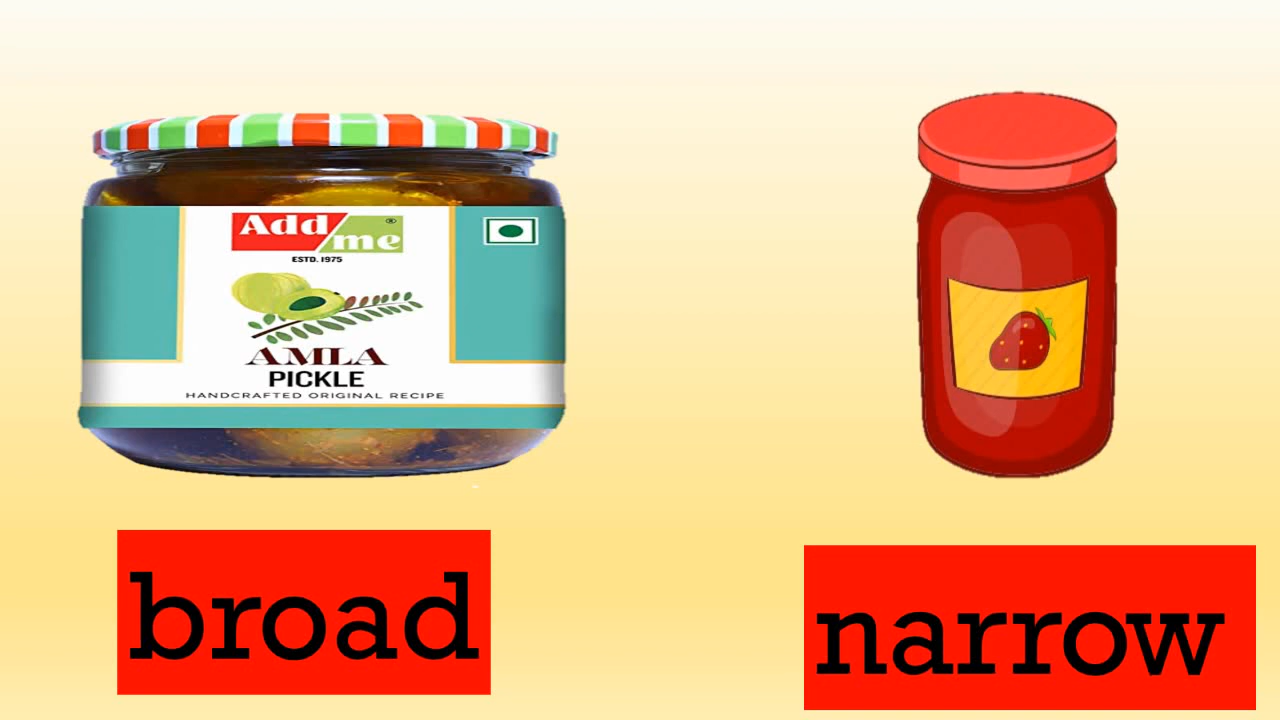 Add
me ®
ESTD. 1975
AMLA
PICKLE
HANDCRAFTED ORIGINAL RECIPE
broad
narrow